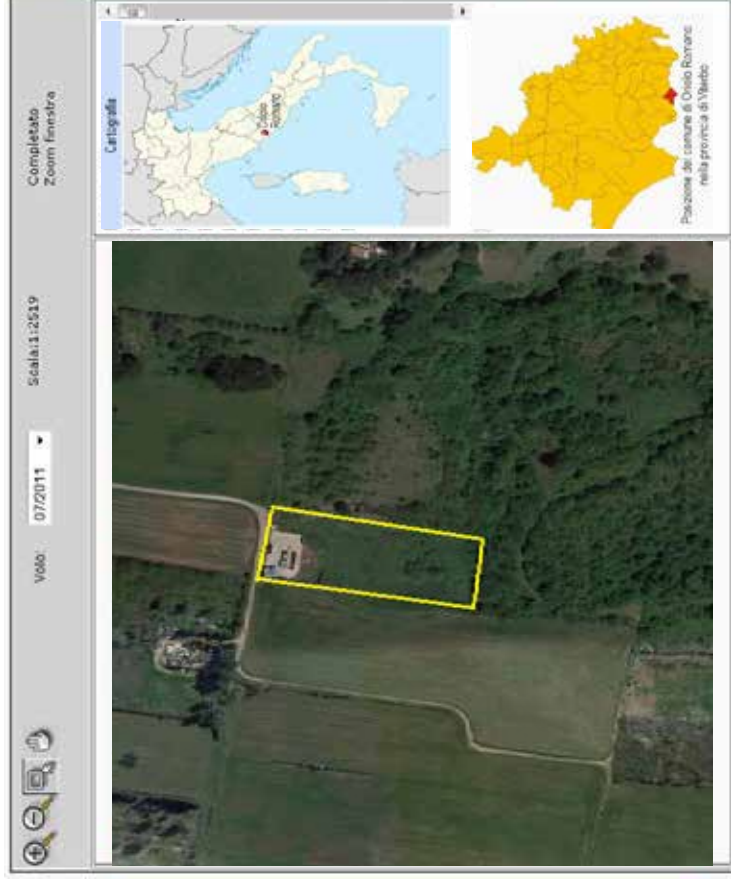 Volo:
07/2011
Scala:1:2519
Completato
Zoom finestra
Cartografia
Romano
Posizione del comune di Oriolo Romano
nella provincia di Viterbo